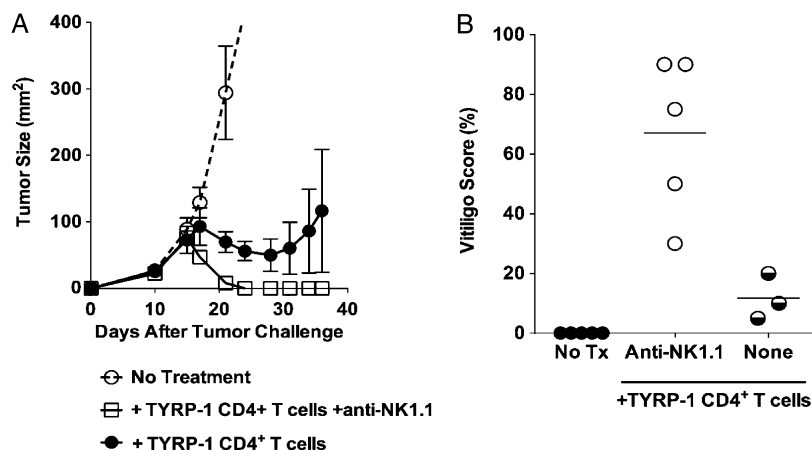 A
Tumor Size (mm²)
400
300
200
100
0
0 10 20 30 40
Days After Tumor Challenge
No Treatment
+ TYRP-1 CD4+ T cells +anti-NK1.1
+ TYRP-1 CD4⁺ T cells
B
Vitiligo Score (%)
100
80
60
40
20
0
No Tx Anti-NK1.1 None
+TYRP-1 CD4⁺ T cells